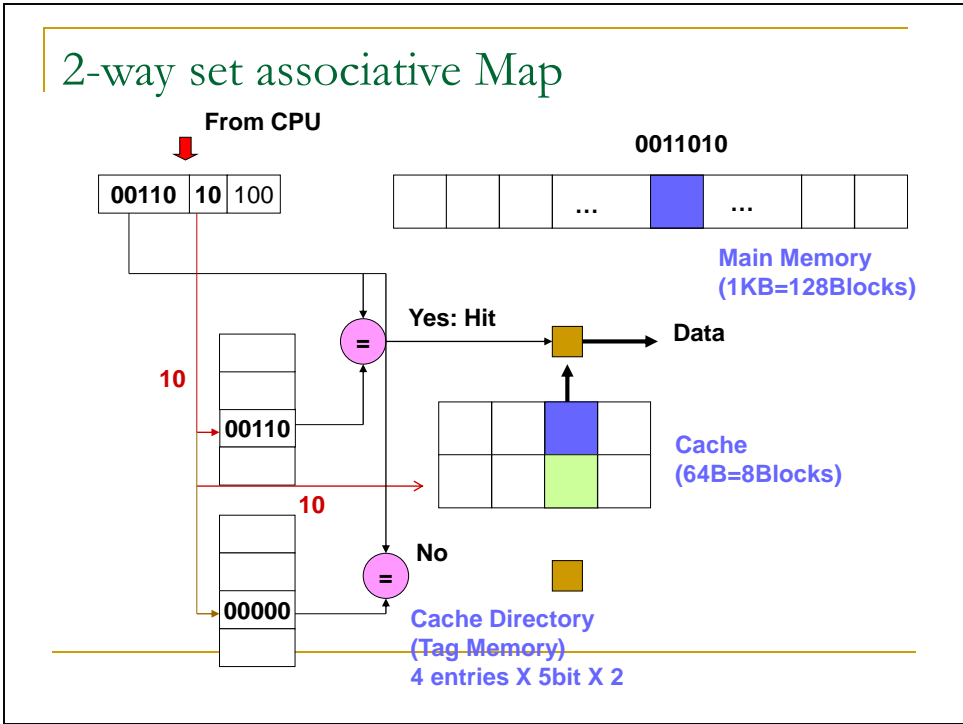 2-way set associative Map
From CPU
0011010
00110 10 100
... ...
Main Memory
(1KB=128Blocks)
Yes: Hit
=
Data
10
00110
Cache
(64B=8Blocks)
10
No
=
00000
Cache Directory
(Tag Memory)
4 entries X 5bit X 2